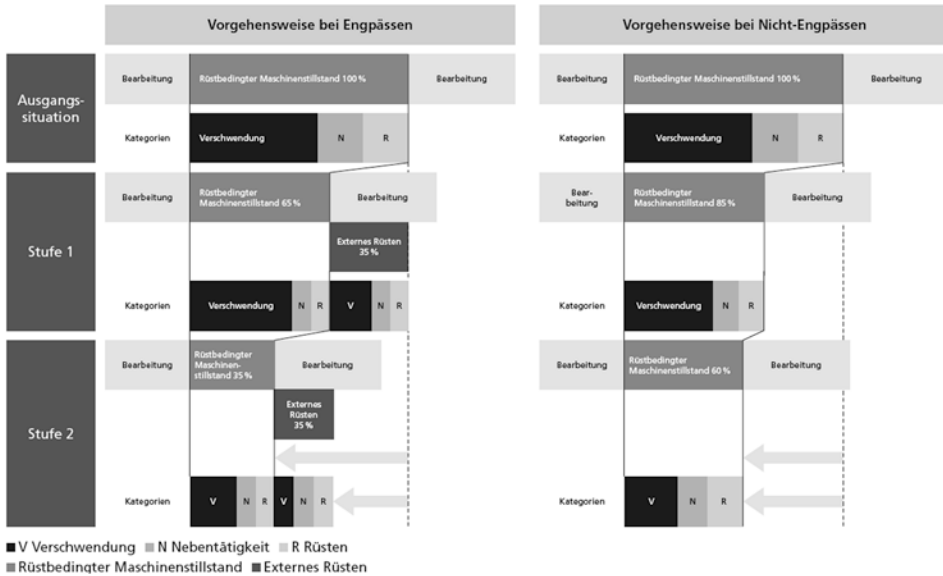 Vorgehensweise bei Engpässen
Vorgehensweise bei Nicht-Engpässen
Ausgangs-
situation
Bearbeitung
Rüstbedingter Maschinenstillstand 100 %
Bearbeitung
Bearbeitung
Rüstbedingter Maschinenstillstand 100 %
Bearbeitung
Kategorien
Verschwendung
N
R
Kategorien
Verschwendung
N
R
Stufe 1
Bearbeitung
Rüstbedingter
Maschinenstillstand 65 %
Bearbeitung
Bear-
beitung
Rüstbedingter
Maschinenstillstand 85 %
Bearbeitung
Externes Rüsten
35 %
Kategorien
Verschwendung
N
R
V
N
R
Kategorien
Verschwendung
N
R
Stufe 2
Bearbeitung
Rüstbedingter
Maschinen-
stillstand 35 %
Bearbeitung
Bearbeitung
Rüstbedingter
Maschinenstillstand 60 %
Bearbeitung
Externes
Rüsten
35 %
Kategorien
V
N
R
V
N
R
Kategorien
V
N
R
V Verschwendung N Nebentätigkeit R Rüsten
Rüstbedingter Maschinenstillstand Externes Rüsten